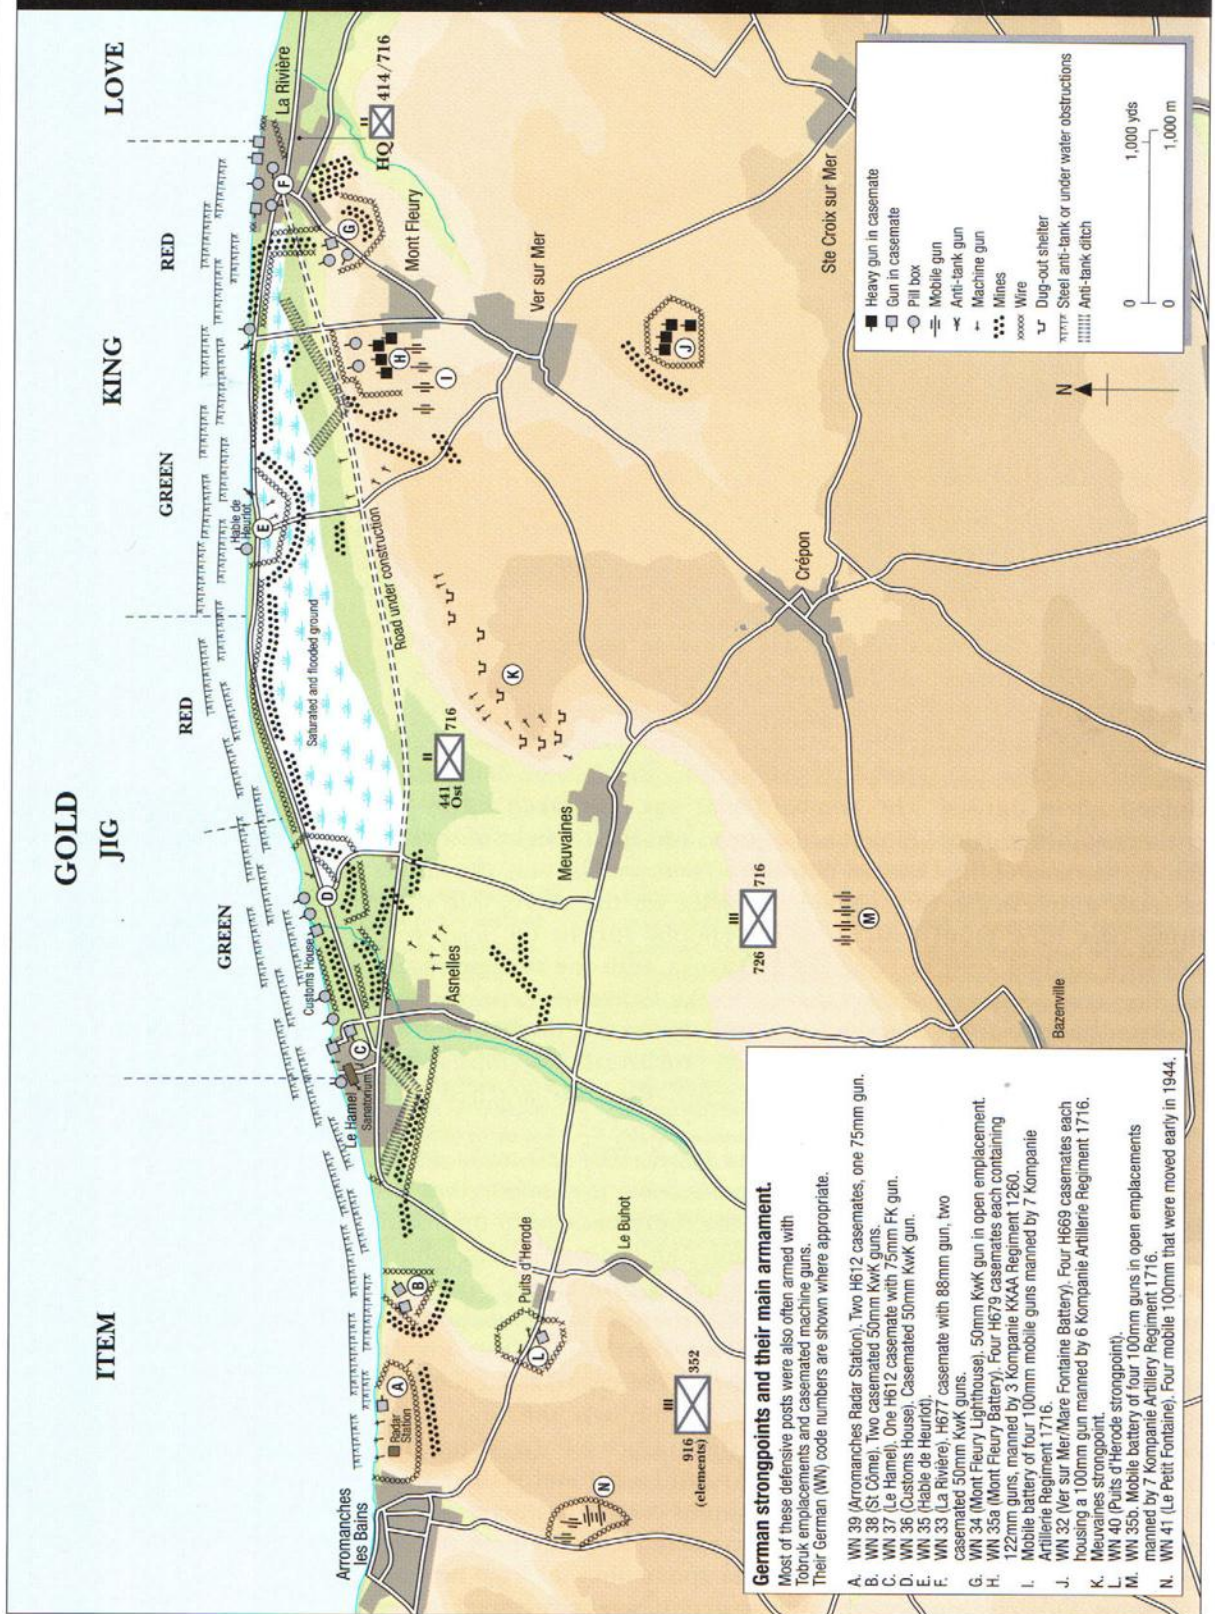 GOLD
ITEM
JIG
KING
LOVE
GREEN
RED
GREEN
RED
Arromanches
les Bains
Radar
Station
A
B
Le Hamel
Sanatorium
C
Customs House
D
Saturated and flooded ground
Hable de
Heurlot
E
F
La Rivière
II
HQ
414/716
G
Mont Fleury
H
I
Road under construction
Asnelles
II
441
Ost
716
K
Ver sur Mer
J
Ste Croix sur Mer
Puits d'Herode
L
Le Buhot
Meuvaines
Crépon
III
916
(elements)
352
N
III
726
716
M
Bazenville
German strongpoints and their main armament.
Most of these defensive posts were also often armed with
Tobruk emplacements and casemated machine guns.
Their German (WN) code numbers are shown where appropriate.
A. WN 39 (Arromanches Radar Station). Two H612 casemates, one 75mm gun.
B. WN 38 (St Côme). Two casemated 50mm KwK guns.
C. WN 37 (Le Hamel). One H612 casemate with 75mm FK gun.
D. WN 36 (Customs House). Casemated 50mm KwK gun.
E. WN 35 (Hable de Heurlot).
F. WN 33 (La Rivière). H677 casemate with 88mm gun, two
casemated 50mm KwK guns.
G. WN 34 (Mont Fleury Lighthouse). 50mm KwK gun in open emplacement.
H. WN 35a (Mont Fleury Battery). Four H679 casemates each containing
122mm guns, manned by 3 Kompanie KKAA Regiment 1260.
I. Mobile battery of four 100mm mobile guns manned by 7 Kompanie
Artillerie Regiment 1716.
J. WN 32 (Ver sur Mer/Mare Fontaine Battery). Four H669 casemates each
housing a 100mm gun manned by 6 Kompanie Artillerie Regiment 1716.
K. Meuvaines strongpoint.
L. WN 40 (Puits d'Herode strongpoint).
M. WN 35b. Mobile battery of four 100mm guns in open emplacements
manned by 7 Kompanie Artillery Regiment 1716.
N. WN 41 (Le Petit Fontaine). Four mobile 100mm that were moved early in 1944.
N
Heavy gun in casemate
Gun in casemate
Pill box
Mobile gun
Anti-tank gun
Machine gun
Mines
Wire
Dug-out shelter
Steel anti-tank or under water obstructions
Anti-tank ditch
0
1,000 yds
0
1,000 m